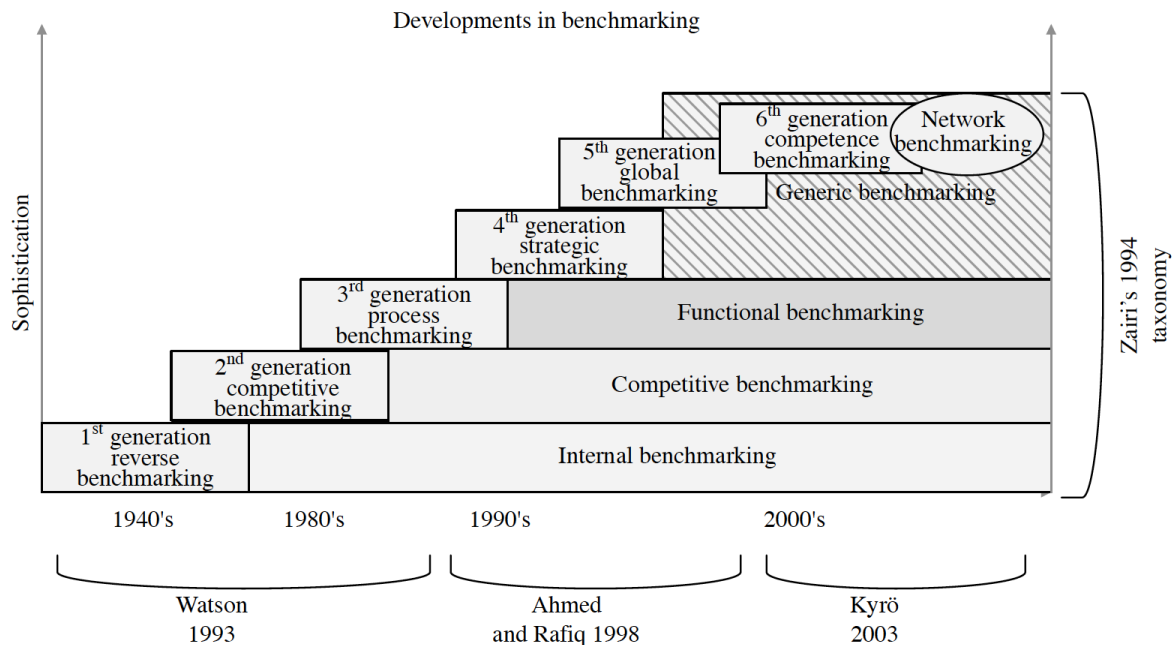 Developments in benchmarking
Sophistication
6th generation
competence
benchmarking
Network
benchmarking
5th generation
global
benchmarking
Generic benchmarking
4th generation
strategic
benchmarking
3rd generation
process
benchmarking
Functional benchmarking
2nd generation
competitive
benchmarking
Competitive benchmarking
1st generation
reverse
benchmarking
Internal benchmarking
Zairi's 1994
taxonomy
1940's
1980's
1990's
2000's
Watson
1993
Ahmed
and Rafiq 1998
Kyrö
2003